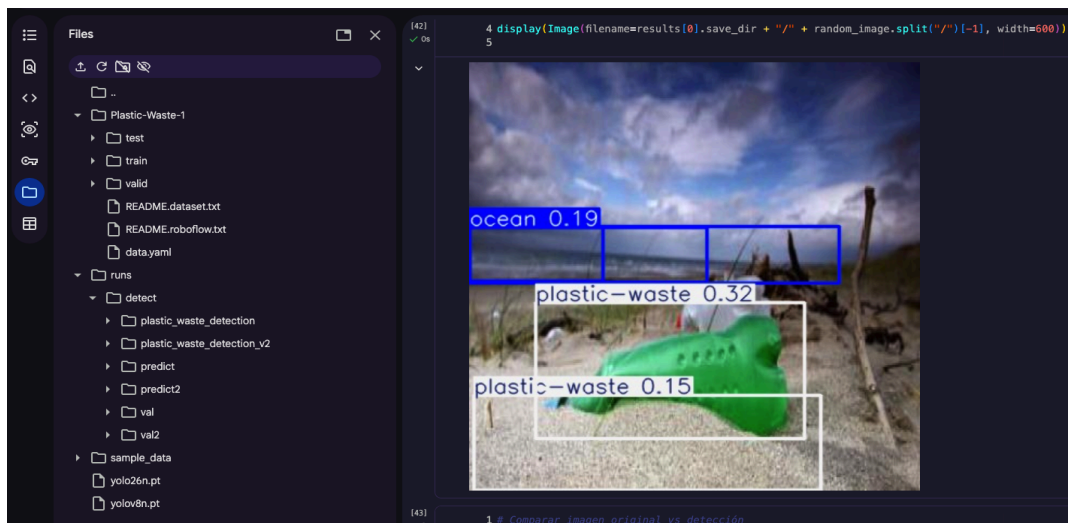 Files
..
Plastic-Waste-1
test
train
valid
README.dataset.txt
README.roboflow.txt
data.yaml
runs
detect
plastic_waste_detection
plastic_waste_detection_v2
predict
predict2
val
val2
sample_data
yolo26n.pt
yolov8n.pt
[42]
0s
4 display(Image(filename=results[0].save_dir + "/" + random_image.split("/")[-1], width=600))
5
ocean 0.19
plastic-waste 0.32
plastic-waste 0.15
[43]
1 # Comparar imagen original vs detección